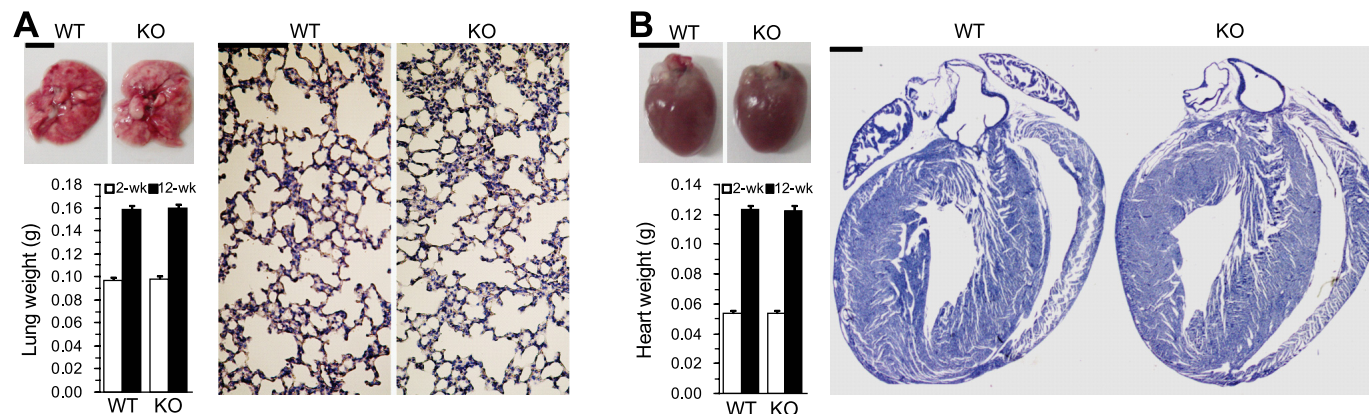 A
WT
KO
WT
KO
2-wk
12-wk
0.18
0.16
0.14
0.12
0.10
0.08
0.06
0.04
0.02
0.00
Lung weight (g)
WT
KO
B
WT
KO
WT
KO
2-wk
12-wk
0.14
0.12
0.10
0.08
0.06
0.04
0.02
0.00
Heart weight (g)
WT
KO